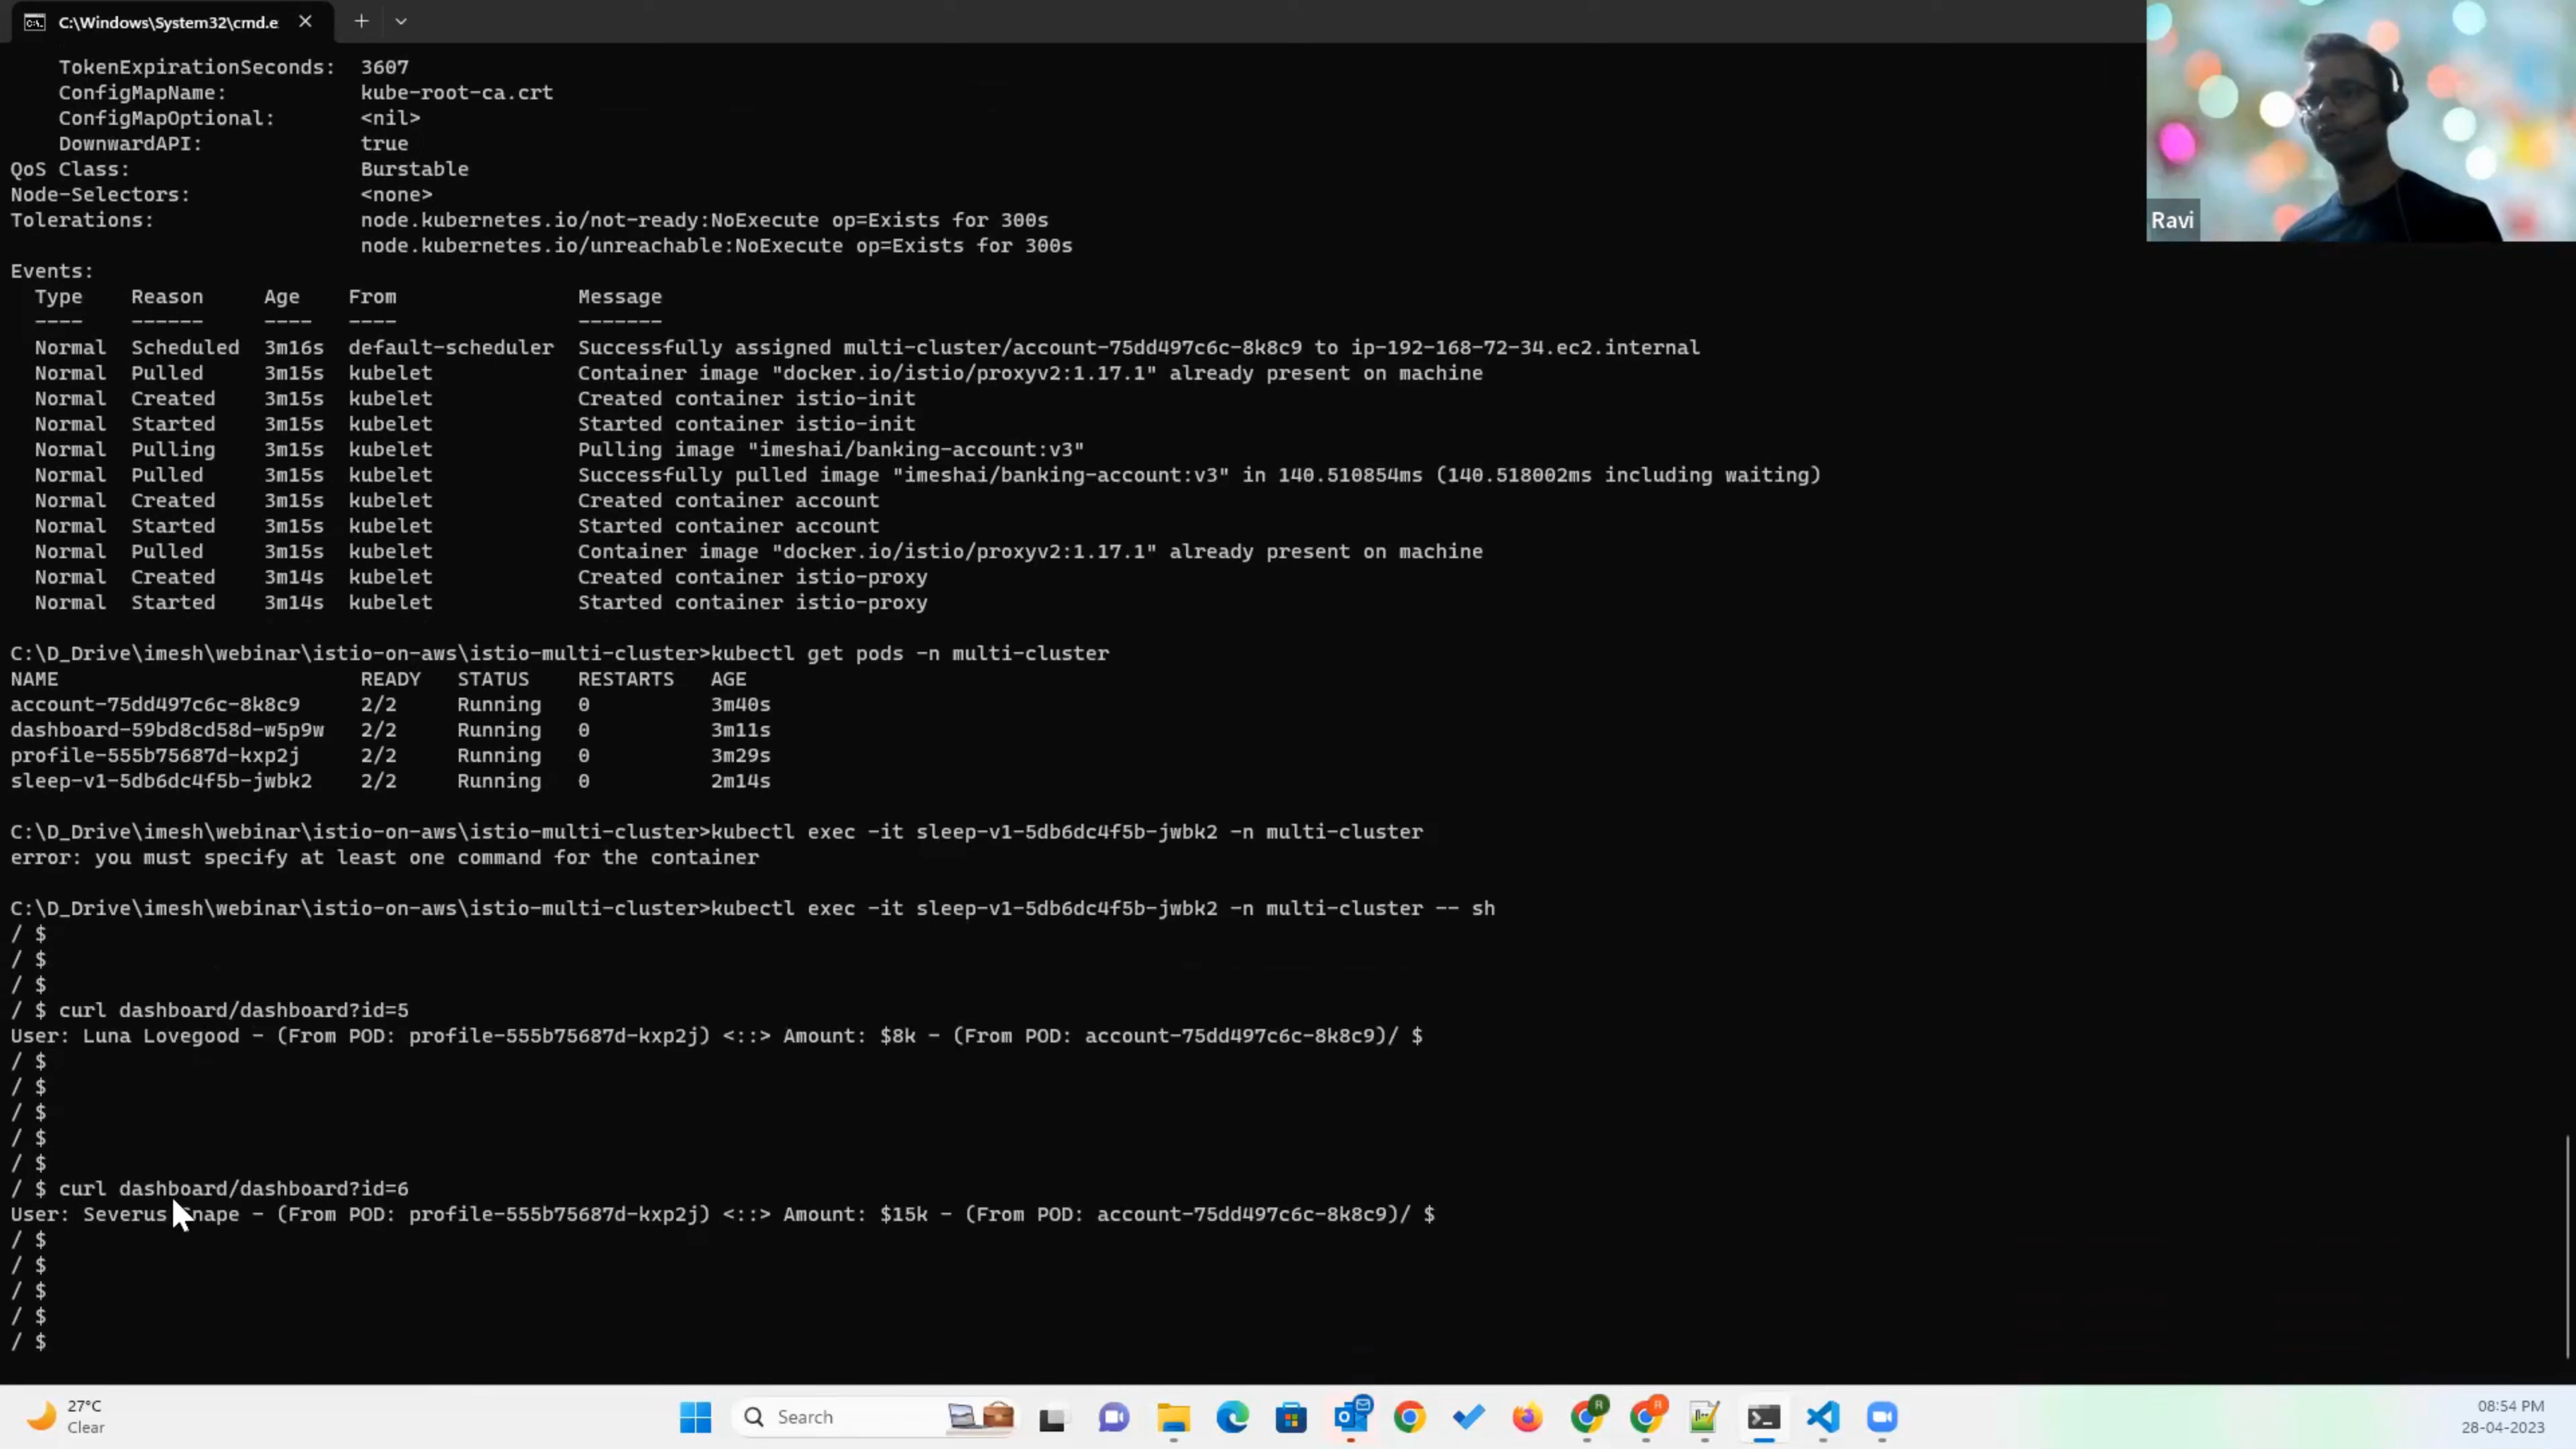 C:\Windows\System32\cmd.e
TokenExpirationSeconds:  3607
ConfigMapName:           kube-root-ca.crt
ConfigMapOptional:       <nil>
DownwardAPI:             true
QoS Class:                   Burstable
Node-Selectors:              <none>
Tolerations:                 node.kubernetes.io/not-ready:NoExecute op=Exists for 300s
node.kubernetes.io/unreachable:NoExecute op=Exists for 300s
Ravi
Events:
Type    Reason     Age    From               Message
----    ------     ----   ----               -------
Normal  Scheduled  3m16s  default-scheduler  Successfully assigned multi-cluster/account-75dd497c6c-8k8c9 to ip-192-168-72-34.ec2.internal
Normal  Pulled     3m15s  kubelet            Container image "docker.io/istio/proxyv2:1.17.1" already present on machine
Normal  Created    3m15s  kubelet            Created container istio-init
Normal  Started    3m15s  kubelet            Started container istio-init
Normal  Pulling    3m15s  kubelet            Pulling image "imeshai/banking-account:v3"
Normal  Pulled     3m15s  kubelet            Successfully pulled image "imeshai/banking-account:v3" in 140.510854ms (140.518002ms including waiting)
Normal  Created    3m15s  kubelet            Created container account
Normal  Started    3m15s  kubelet            Started container account
Normal  Pulled     3m15s  kubelet            Container image "docker.io/istio/proxyv2:1.17.1" already present on machine
Normal  Created    3m14s  kubelet            Created container istio-proxy
Normal  Started    3m14s  kubelet            Started container istio-proxy
C:\D_Drive\imesh\webinar\istio-on-aws\istio-multi-cluster>kubectl get pods -n multi-cluster
NAME                         READY   STATUS    RESTARTS   AGE
account-75dd497c6c-8k8c9     2/2     Running   0          3m40s
dashboard-59bd8cd58d-w5p9w   2/2     Running   0          3m11s
profile-555b75687d-kxp2j     2/2     Running   0          3m29s
sleep-v1-5db6dc4f5b-jwbk2    2/2     Running   0          2m14s
C:\D_Drive\imesh\webinar\istio-on-aws\istio-multi-cluster>kubectl exec -it sleep-v1-5db6dc4f5b-jwbk2 -n multi-cluster
error: you must specify at least one command for the container
C:\D_Drive\imesh\webinar\istio-on-aws\istio-multi-cluster>kubectl exec -it sleep-v1-5db6dc4f5b-jwbk2 -n multi-cluster -- sh
/ $
/ $
/ $
/ $ curl dashboard/dashboard?id=5
User: Luna Lovegood - (From POD: profile-555b75687d-kxp2j) <::> Amount: $8k - (From POD: account-75dd497c6c-8k8c9)/ $
/ $
/ $
/ $
/ $
/ $
/ $ curl dashboard/dashboard?id=6
User: Severus Snape - (From POD: profile-555b75687d-kxp2j) <::> Amount: $15k - (From POD: account-75dd497c6c-8k8c9)/ $
/ $
/ $
/ $
/ $
/ $
27°C
Clear
Search
08:54 PM
28-04-2023